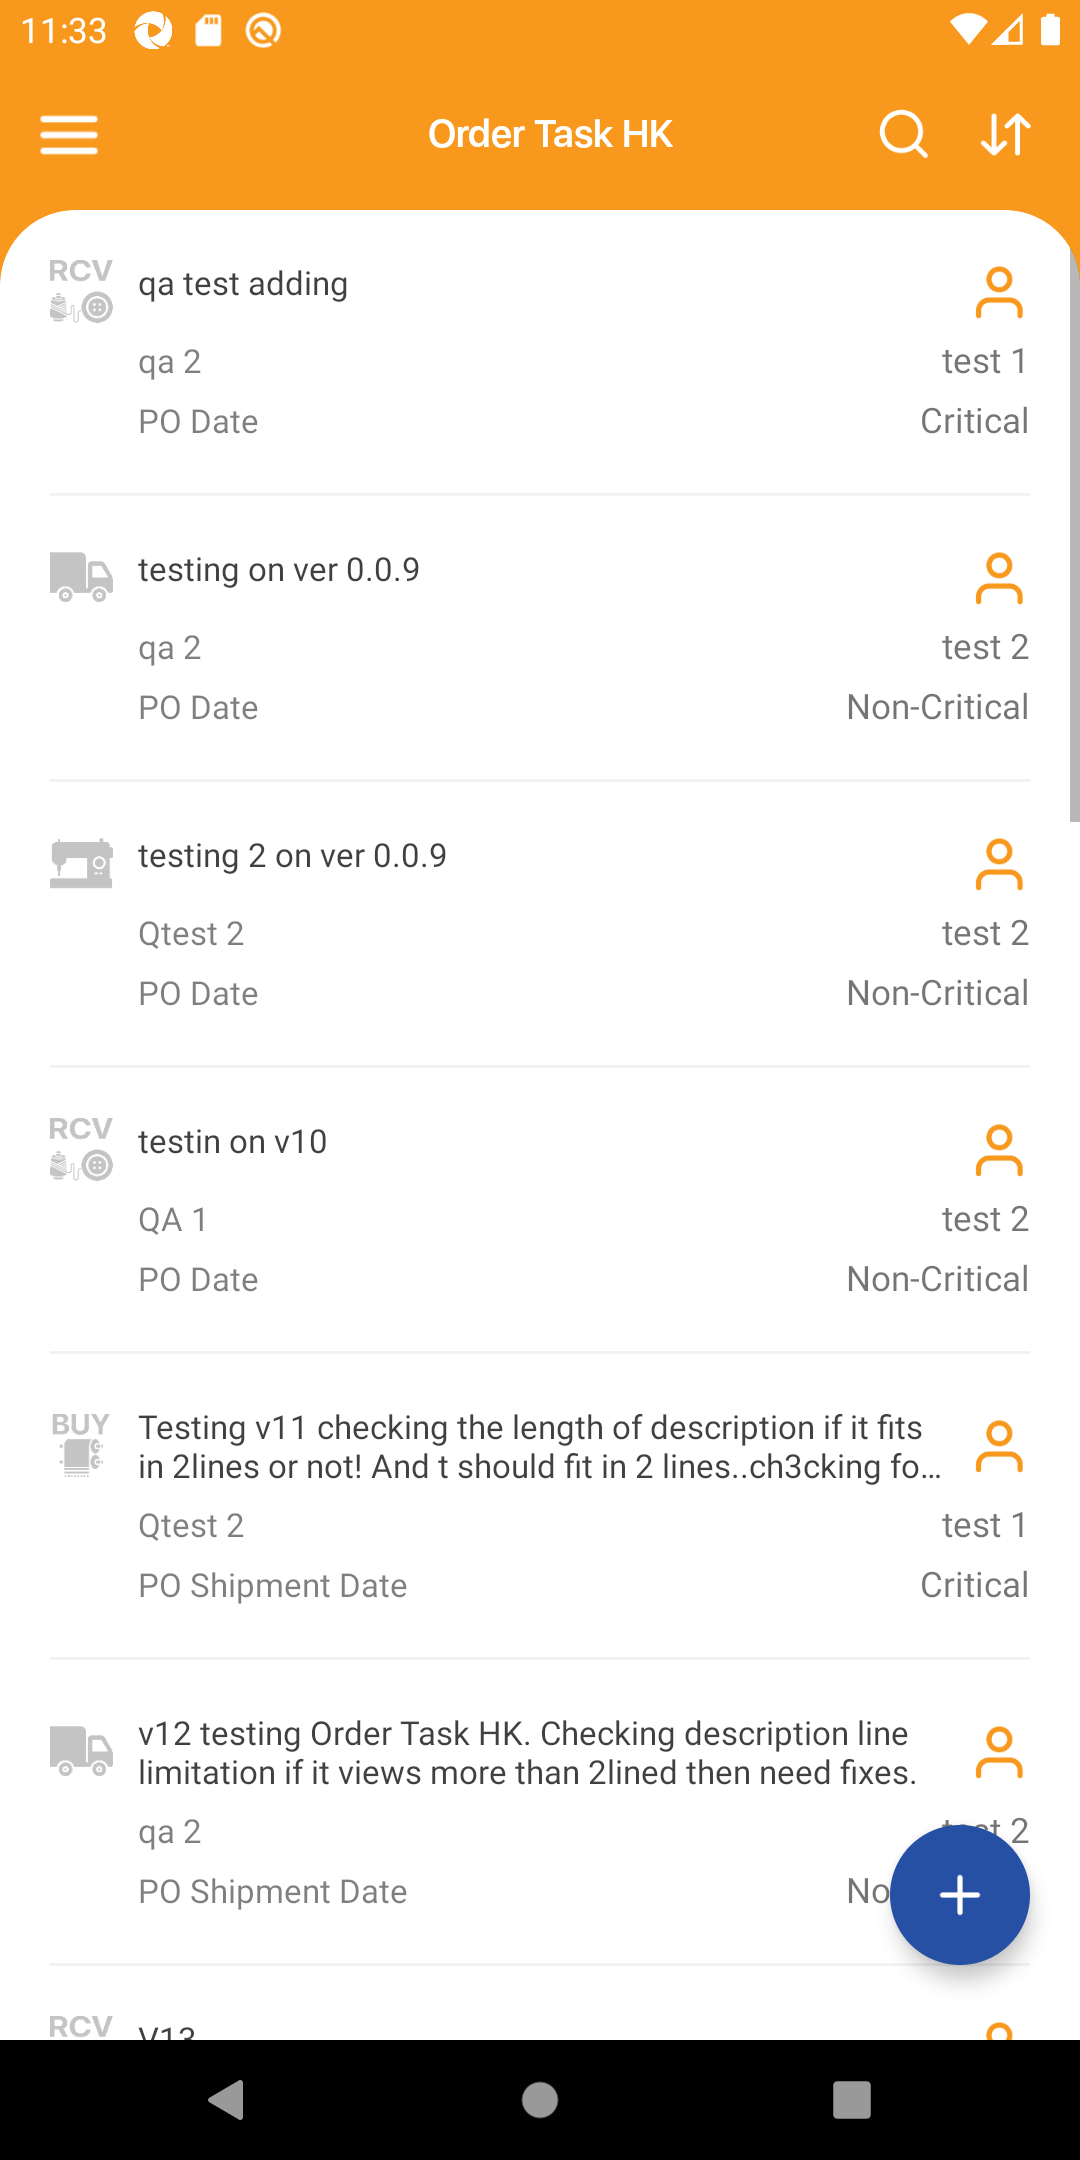 11:33
Order Task HK
RCV
qa test adding
qa 2
test 1
PO Date
Critical
testing on ver 0.0.9
qa 2
test 2
PO Date
Non-Critical
testing 2 on ver 0.0.9
Qtest 2
test 2
PO Date
Non-Critical
RCV
testin on v10
QA 1
test 2
PO Date
Non-Critical
BUY
Testing v11 checking the length of description if it fits
in 2lines or not! And t should fit in 2 lines..ch3cking fo...
Qtest 2
test 1
PO Shipment Date
Critical
v12 testing Order Task HK. Checking description line
limitation if it views more than 2lined then need fixes.
qa 2
test 2
PO Shipment Date
No
RCV
V13